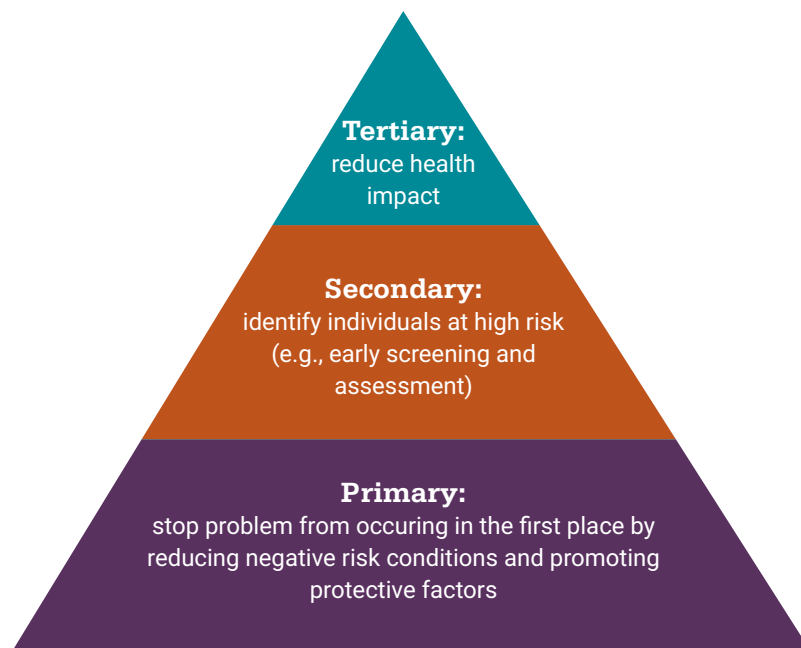 Tertiary:
reduce health
impact
Secondary:
identify individuals at high risk
(e.g., early screening and
assessment)
Primary:
stop problem from occuring in the first place by
reducing negative risk conditions and promoting
protective factors